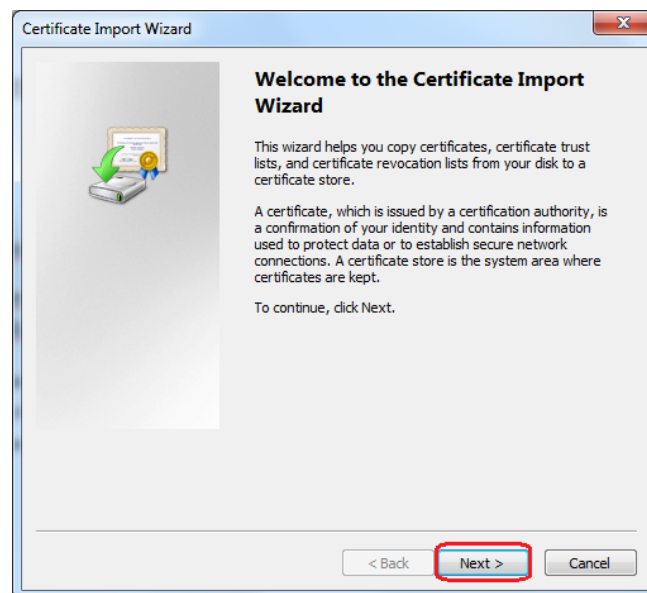 Certificate Import Wizard
Welcome to the Certificate Import
Wizard
This wizard helps you copy certificates, certificate trust
lists, and certificate revocation lists from your disk to a
certificate store.
A certificate, which is issued by a certification authority, is
a confirmation of your identity and contains information
used to protect data or to establish secure network
connections. A certificate store is the system area where
certificates are kept.
To continue, click Next.
< Back Next > Cancel